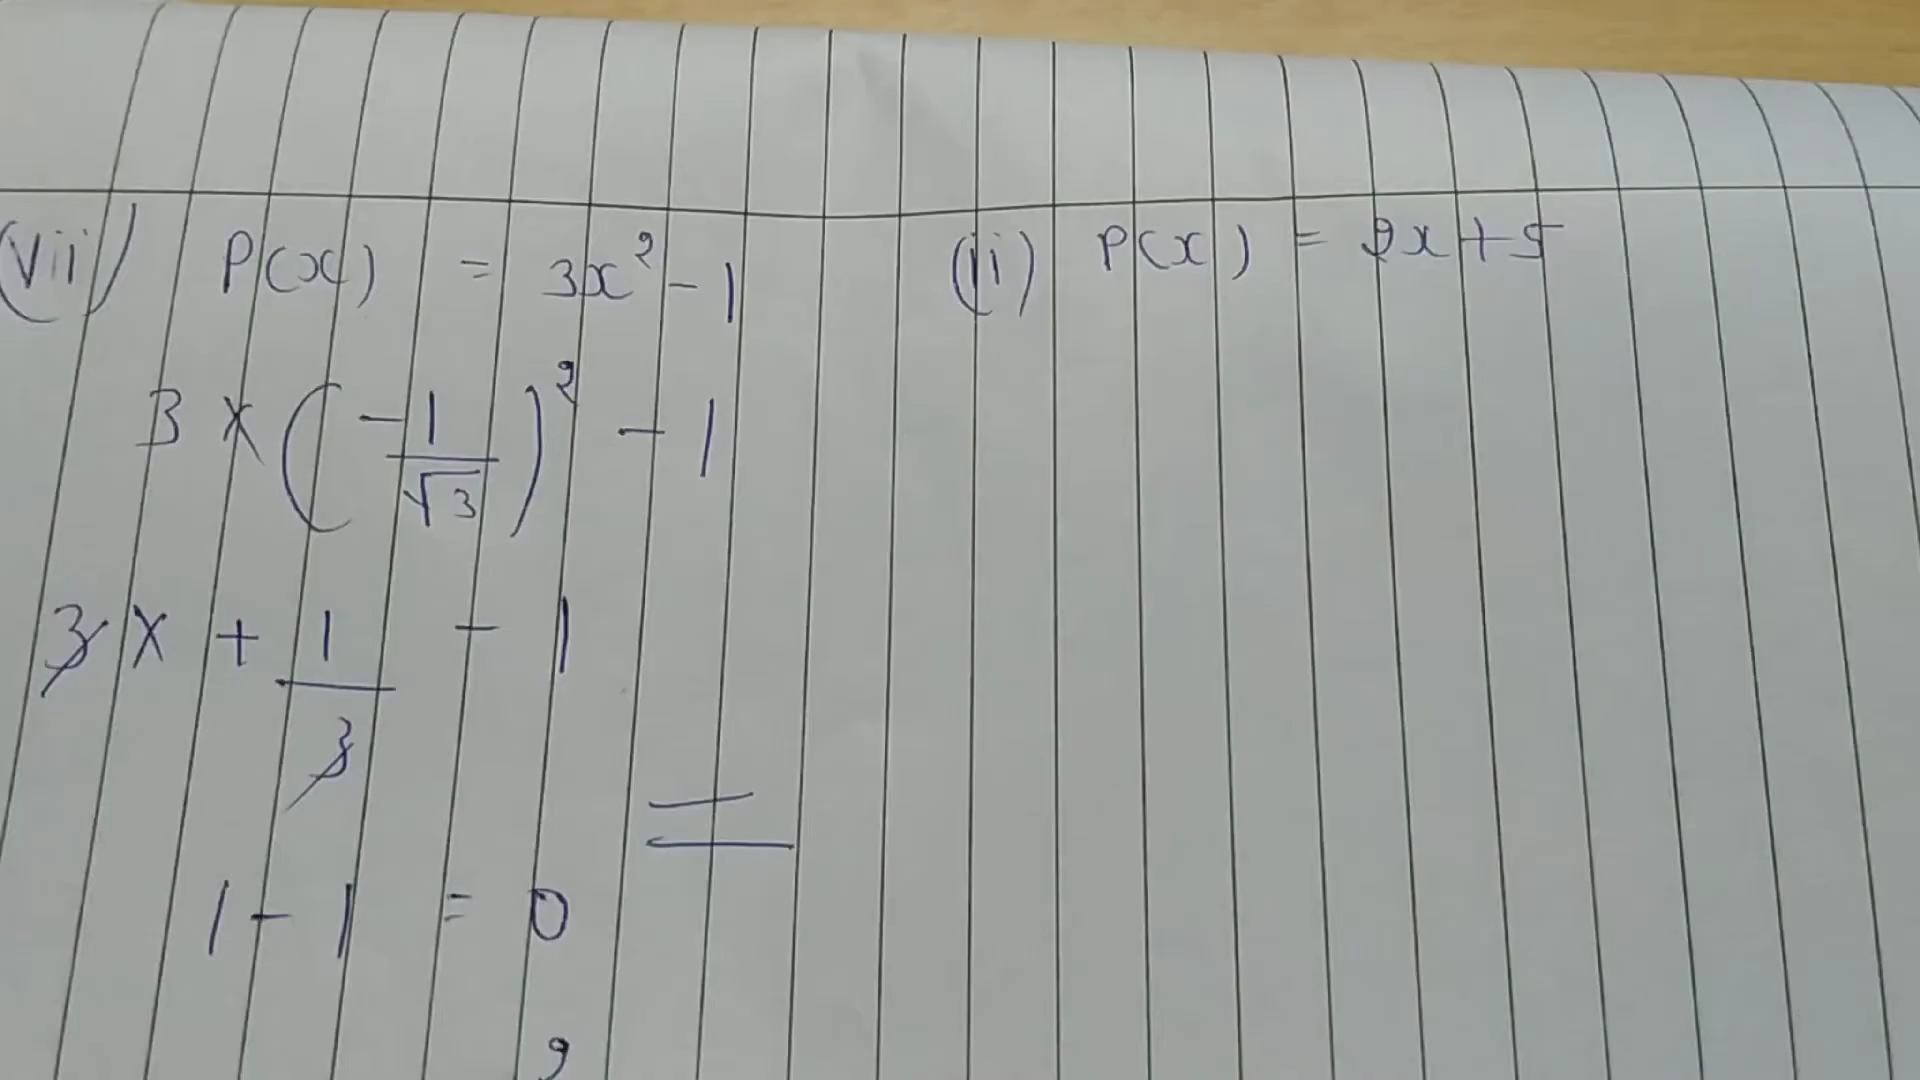 (vii) P(x) = 3x² - 1
3 × (-1/√3)² - 1
3 × + 1/3 - 1
1 - 1 = 0
(ii) P(x) = 2x + 5